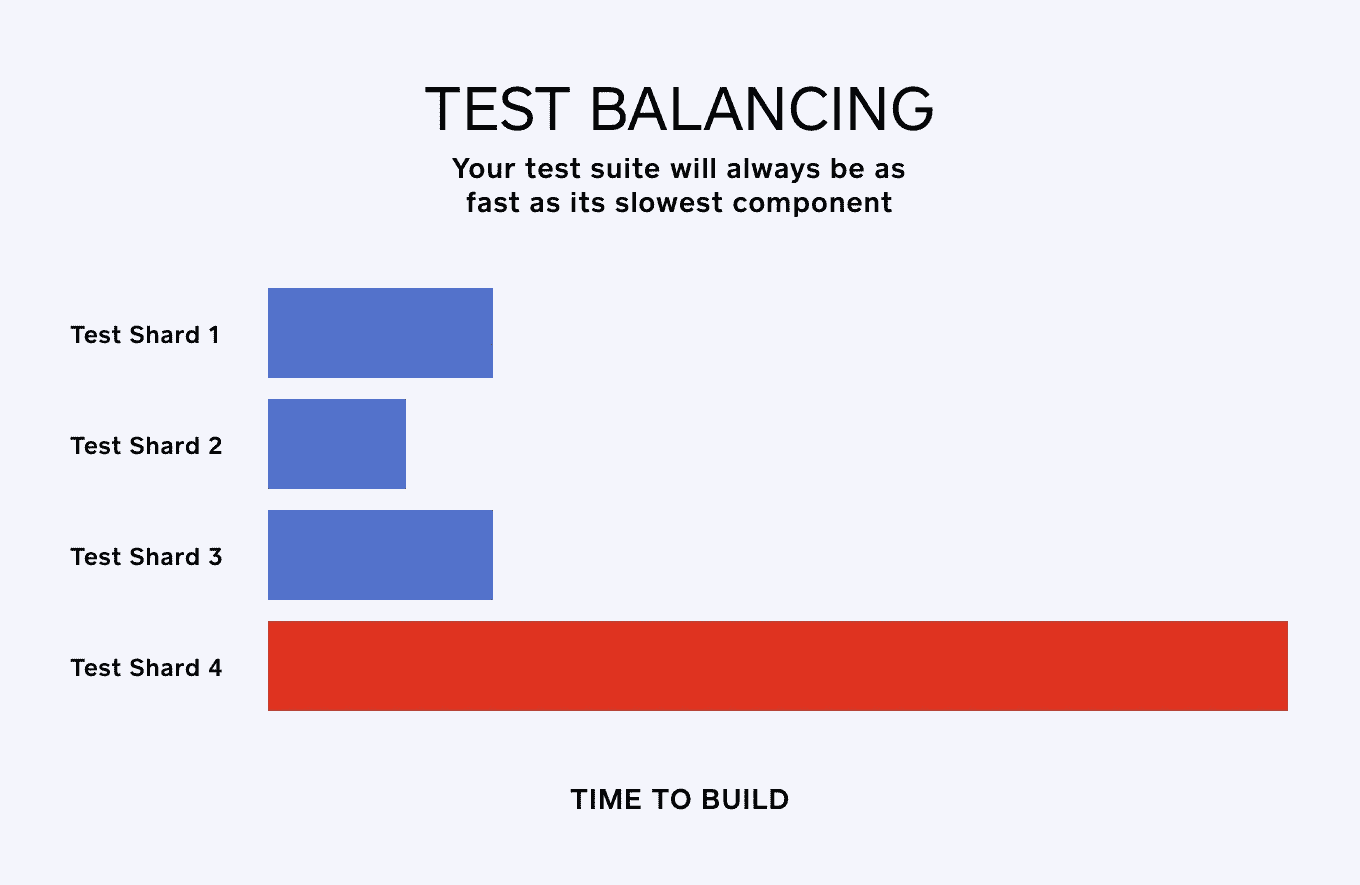 TEST BALANCING
Your test suite will always be as
fast as its slowest component
Test Shard 1
Test Shard 2
Test Shard 3
Test Shard 4
TIME TO BUILD